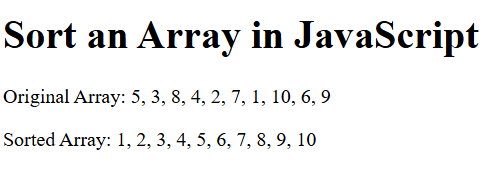 Sort an Array in JavaScript
Original Array: 5, 3, 8, 4, 2, 7, 1, 10, 6, 9
Sorted Array: 1, 2, 3, 4, 5, 6, 7, 8, 9, 10